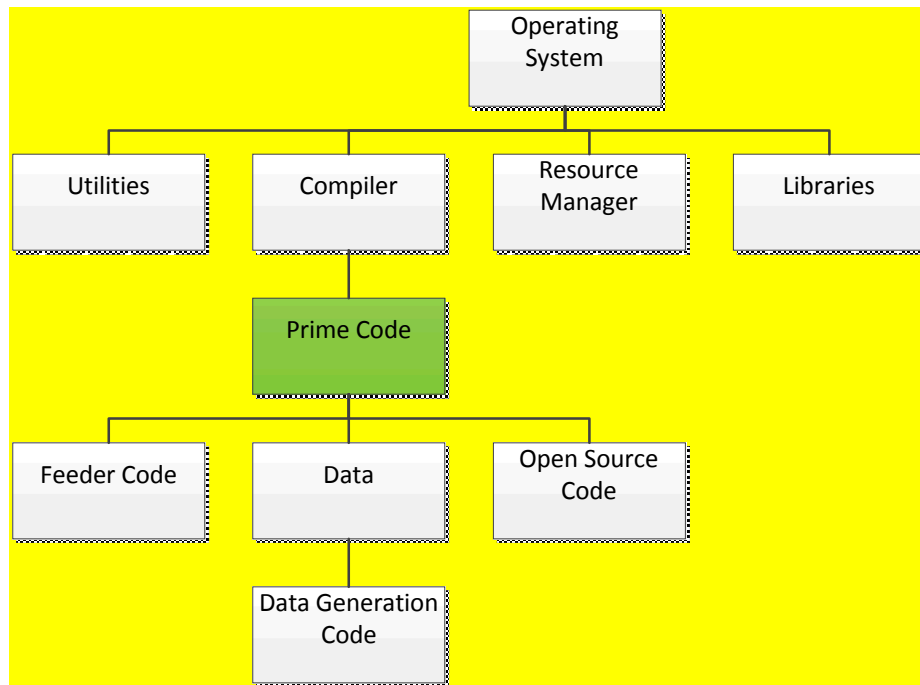 Operating
System
Utilities
Compiler
Resource
Manager
Libraries
Prime Code
Feeder Code
Data
Open Source
Code
Data Generation
Code